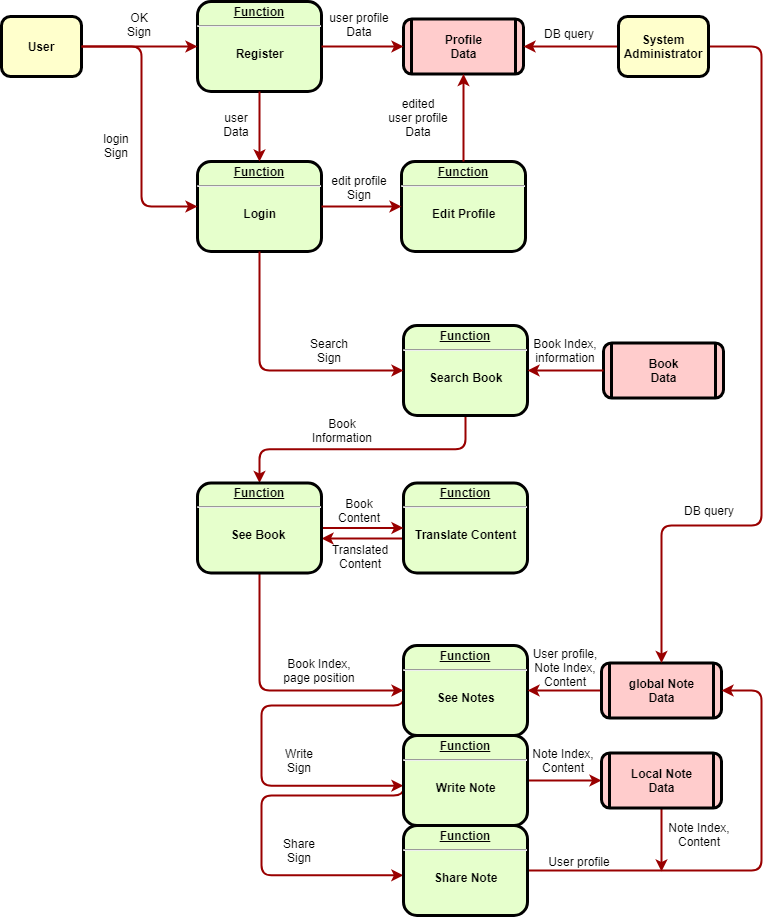 User
OK
Sign
Function
Register
user profile
Data
Profile
Data
DB query
System
Administrator
login
Sign
user
Data
edited
user profile
Data
Function
Login
edit profile
Sign
Function
Edit Profile
Search
Sign
Function
Search Book
Book Index,
information
Book
Data
Book
Information
Function
See Book
Book
Content
Translated
Content
Function
Translate Content
DB query
Book Index,
page position
Function
See Notes
User profile,
Note Index,
Content
global Note
Data
Write
Sign
Function
Write Note
Note Index,
Content
Local Note
Data
Share
Sign
Function
Share Note
User profile
Note Index,
Content